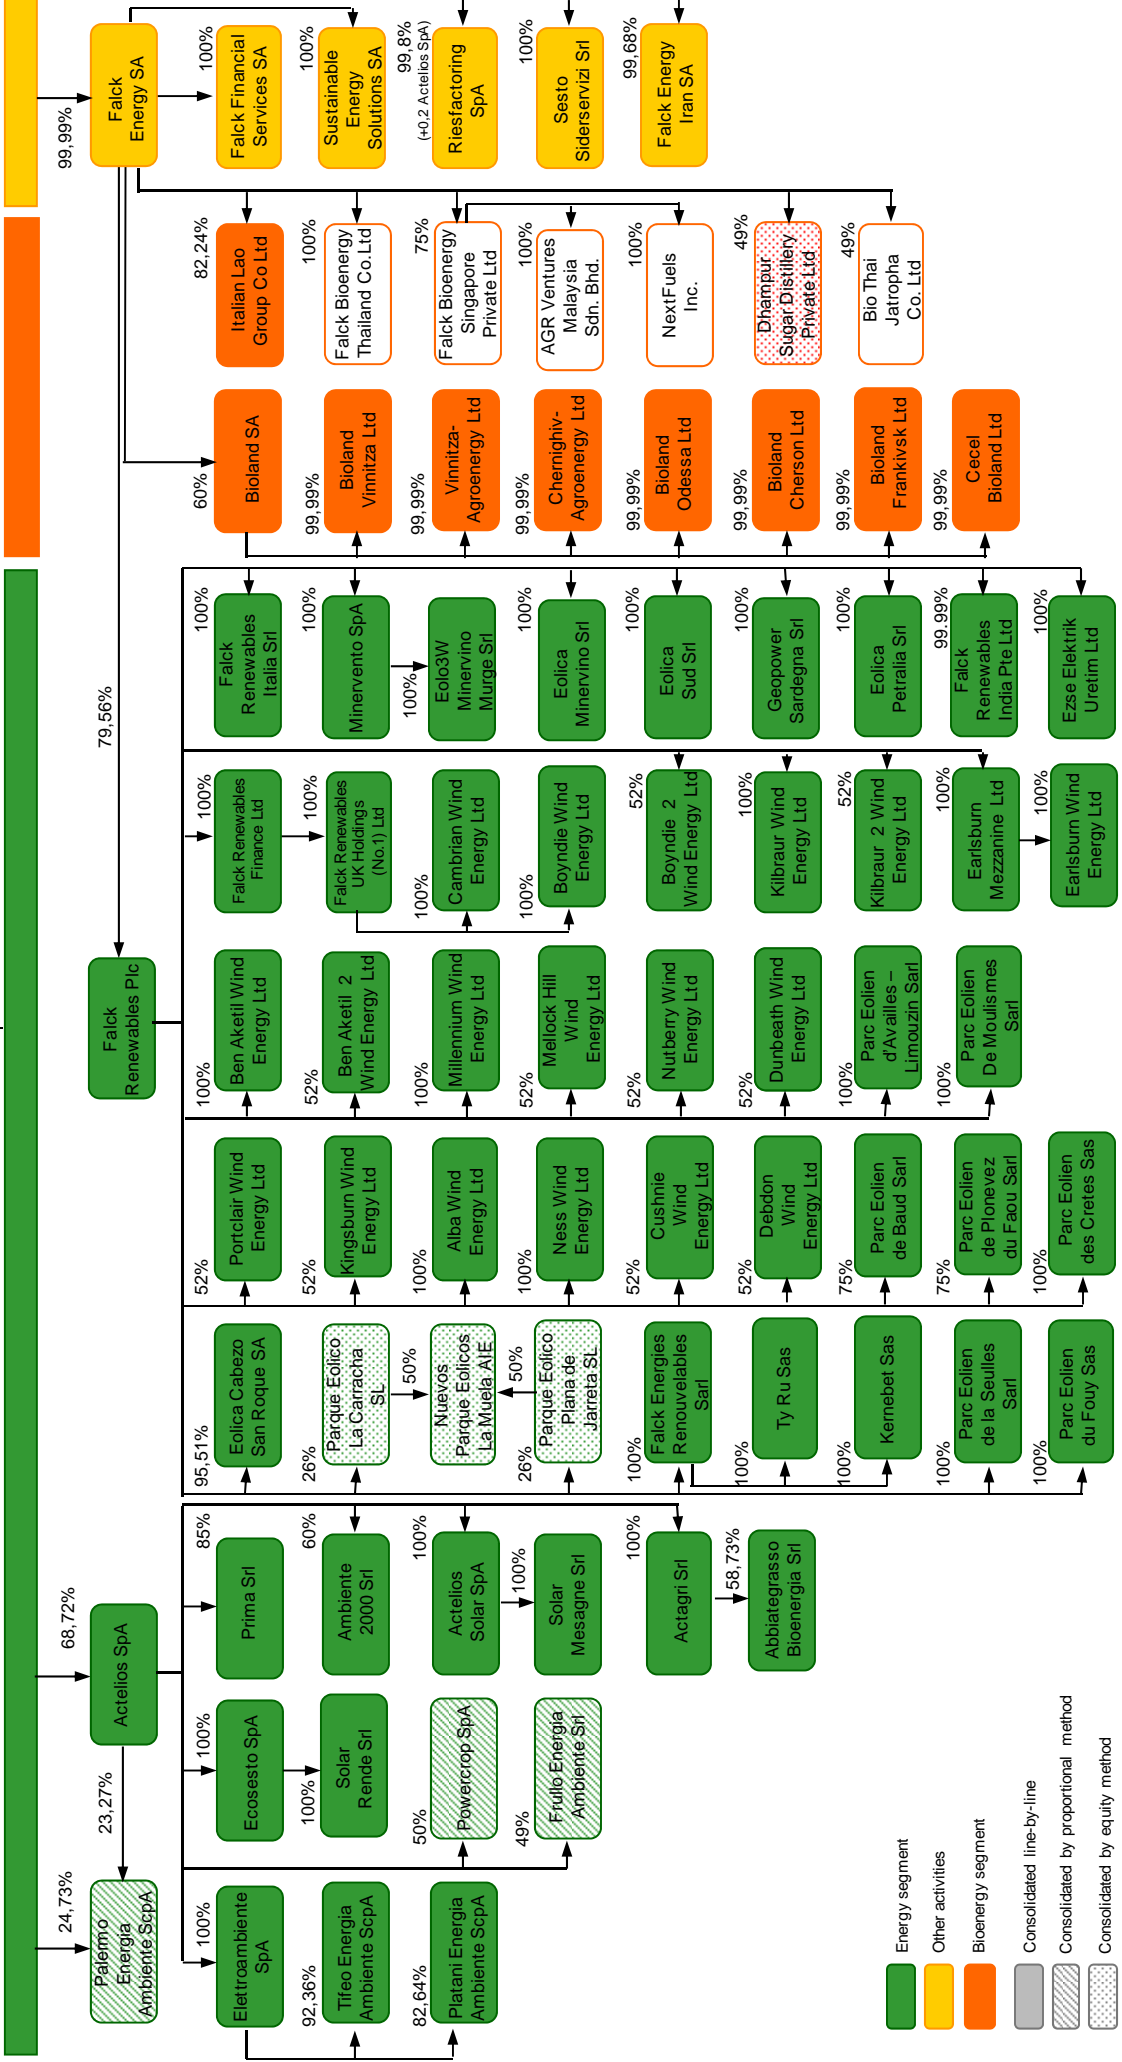 24,73%
Palermo
Energia
Ambiente ScpA
23,27%
68,72%
Actelios SpA
79,56%
Falck
Renewables Plc
99,99%
Falck
Energy SA
100%
Elettroambiente
SpA
92,36%
Tifeo Energia
Ambiente ScpA
82,64%
Platani Energia
Ambiente ScpA
100%
Ecosesto SpA
100%
Solar
Rende Srl
50%
Powercrop SpA
49%
Frullo Energia
Ambiente Srl
85%
Prima Srl
60%
Ambiente
2000 Srl
100%
Actelios
Solar SpA
100%
Solar
Mesagne Srl
100%
Actagri Srl
58,73%
Abbiategrasso
Bioenergia Srl
95,51%
Eolica Cabezo
San Roque SA
26%
Parque Eolico
La Carracha
SL
50%
Nuevos
Parque Eolicos
La Muela AIE
50%
26%
Parque Eolico
Plana de
Jarreta SL
100%
Falck Energies
Renouvelables
Sarl
100%
Ty Ru Sas
100%
Kernebet Sas
100%
Parc Eolien
de la Seulles
Sarl
100%
Parc Eolien
du Fouy Sas
52%
Portclair Wind
Energy Ltd
52%
Kingsburn Wind
Energy Ltd
100%
Alba Wind
Energy Ltd
100%
Ness Wind
Energy Ltd
52%
Cushnie
Wind
Energy Ltd
52%
Debdon
Wind
Energy Ltd
75%
Parc Eolien
de Baud Sarl
75%
Parc Eolien
de Plonevez
du Faou Sarl
100%
Parc Eolien
des Cretes Sas
100%
Ben Aketil Wind
Energy Ltd
52%
Ben Aketil 2
Wind Energy Ltd
100%
Millennium Wind
Energy Ltd
52%
Mellock Hill
Wind
Energy Ltd
52%
Nutberry Wind
Energy Ltd
52%
Dunbeath Wind
Energy Ltd
100%
Parc Eolien
d'Availles –
Limouzin Sarl
100%
Parc Eolien
De Moulismes
Sarl
100%
Falck Renewables
Finance Ltd
100%
Falck Renewables
UK Holdings
(No.1) Ltd
100%
Cambrian Wind
Energy Ltd
100%
Boyndie Wind
Energy Ltd
52%
Boyndie 2
Wind Energy Ltd
100%
Kilbraur Wind
Energy Ltd
52%
Kilbraur 2 Wind
Energy Ltd
100%
Earlsburn
Mezzanine Ltd
100%
Earlsburn Wind
Energy Ltd
100%
Falck
Renewables
Italia Srl
100%
Minervento SpA
100%
Eolo3W
Minervino
Murge Srl
100%
Eolica
Minervino Srl
100%
Eolica
Sud Srl
100%
Geopower
Sardegna Srl
100%
Eolica
Petralia Srl
99.99%
Falck
Renewables
India Pte Ltd
100%
Ezse Elektrik
Uretim Ltd
60%
Bioland SA
99,99%
Bioland
Vinnitza Ltd
99,99%
Vinnitza-
Agroenergy Ltd
99,99%
Chernighiv-
Agroenergy Ltd
99,99%
Bioland
Odessa Ltd
99,99%
Bioland
Cherson Ltd
99,99%
Bioland
Frankivsk Ltd
99,99%
Cecel
Bioland Ltd
82,24%
Italian Lao
Group Co Ltd
100%
Falck Bioenergy
Thailand Co.Ltd
75%
Falck Bioenergy
Singapore
Private Ltd
100%
AGR Ventures
Malaysia
Sdn. Bhd.
100%
NextFuels
Inc.
49%
Dhampur
Sugar Distillery
Private Ltd
49%
Bio Thai
Jatropha
Co. Ltd
100%
Falck Financial
Services SA
100%
Sustainable
Energy
Solutions SA
99,8%
(+0,2 Actelios SpA)
Riesfactoring
SpA
100%
Sesto
Siderservizi Srl
99,68%
Falck Energy
Iran SA
Energy segment
Other activities
Bioenergy segment
Consolidated line-by-line
Consolidated by proportional method
Consolidated by equity method